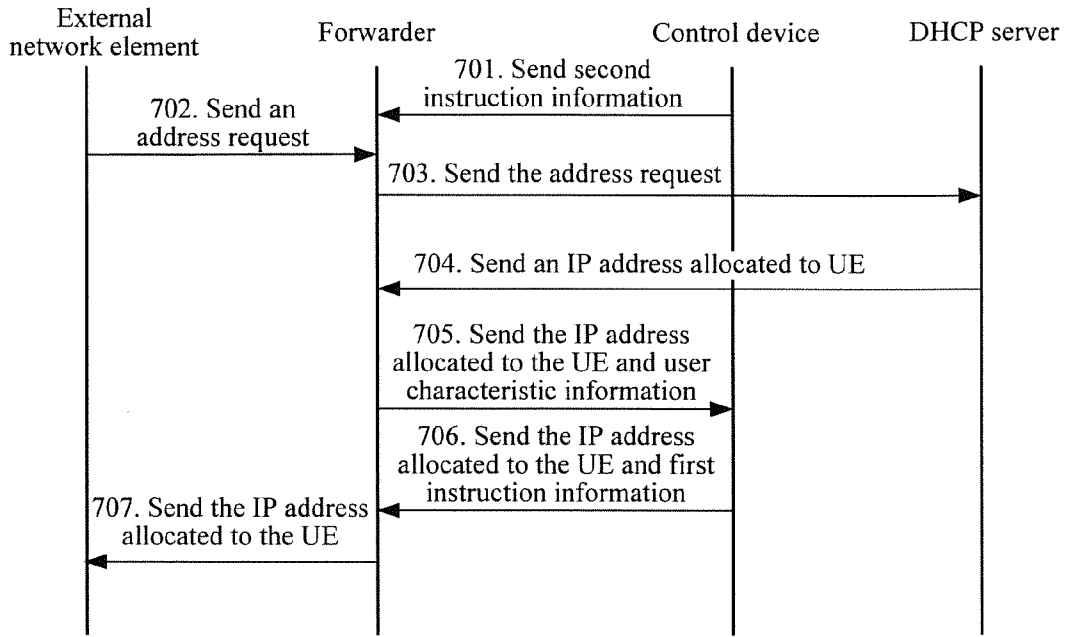 External
network element
Forwarder
Control device
DHCP server
701. Send second
instruction information
702. Send an
address request
703. Send the address request
704. Send an IP address allocated to UE
705. Send the IP address
allocated to the UE and user
characteristic information
706. Send the IP address
allocated to the UE and first
instruction information
707. Send the IP address
allocated to the UE